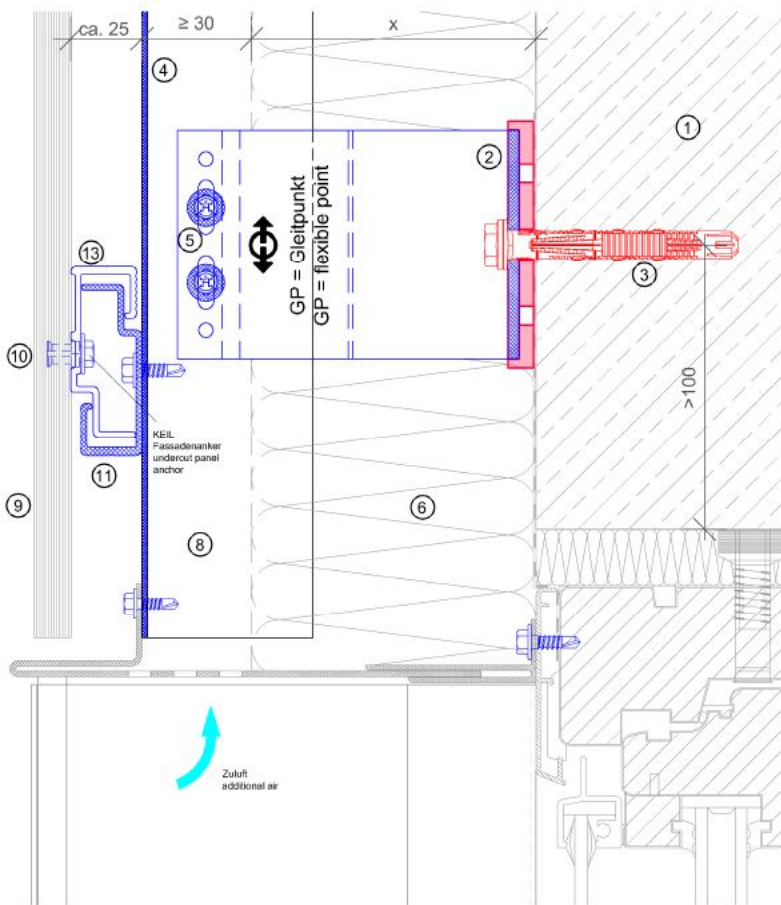 ca. 25
≥ 30
x
④
①
②
⑤
GP = Gleitpunkt
GP = flexible point
③
⑬
⑩
>100
KEIL
Fassadenanker
undercut panel
anchor
⑪
⑨
⑧
⑥
Zuluft
additional air